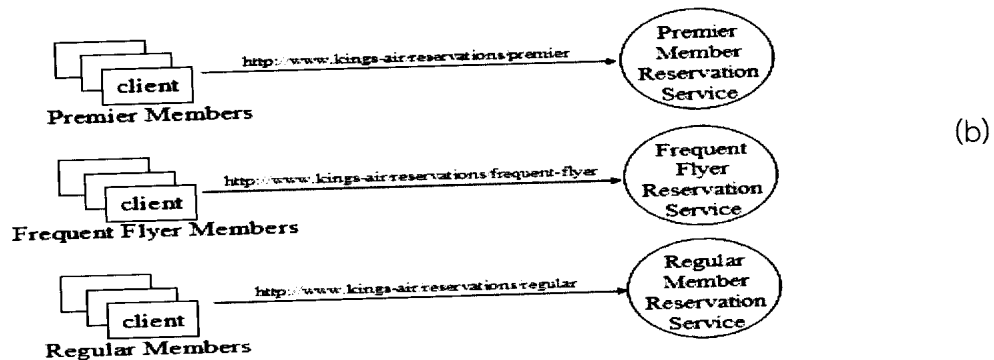 http://www.kings-air-reservations/premier
Premier
Member
Reservation
Service
client
Premier Members
(b)
http://www.kings-air-reservations/frequent-flyer
Frequent
Flyer
Reservation
Service
client
Frequent Flyer Members
http://www.kings-air-reservations/regular
Regular
Member
Reservation
Service
client
Regular Members